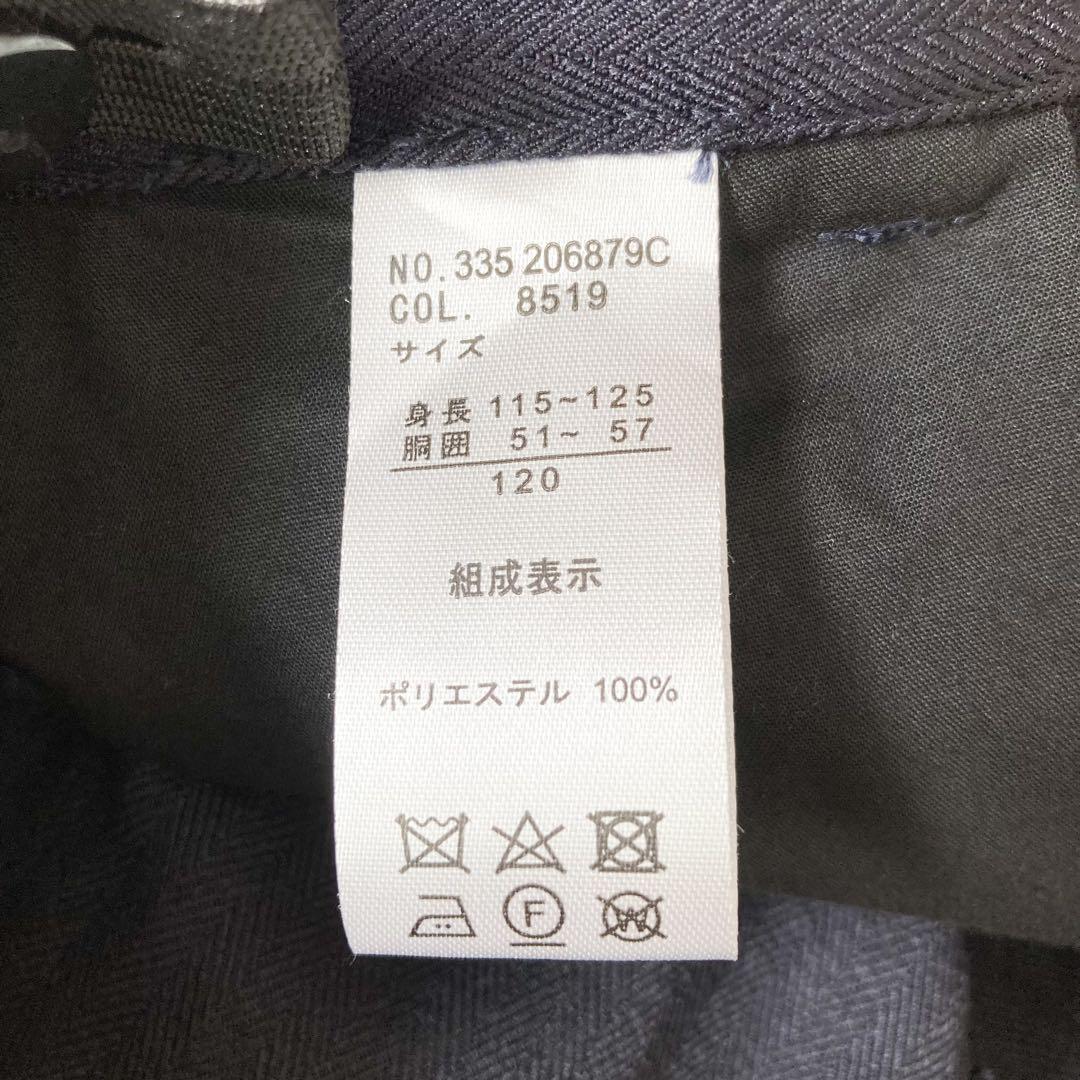 NO.335 206879C
COL. 8519
サイズ
身長 115~125
胴囲 51~ 57
120
組成表示
ポリエステル 100%
F
W